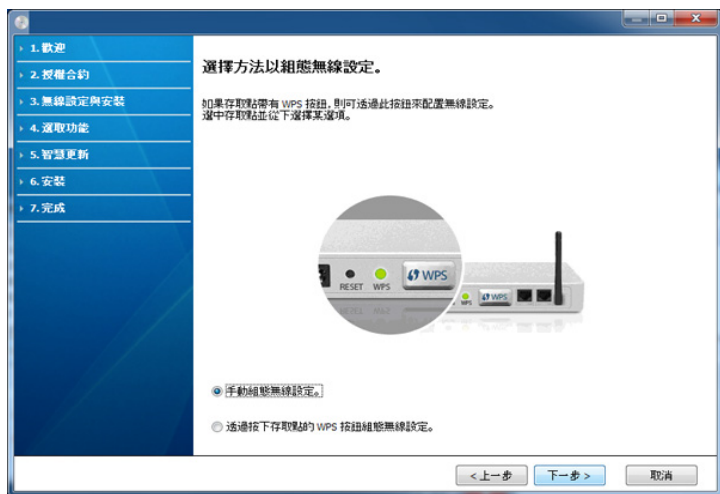 1. 歡迎
2. 授權合約
3. 無線設定與安裝
4. 選取功能
5. 智慧更新
6. 安裝
7. 完成
選擇方法以組態無線設定。
如果存取點帶有 WPS 按鈕，則可透過此按鈕來配置無線設定。
選中存取點並從下選擇某選項。
RESET WPS WPS
WPS WPS
手動組態無線設定。
透過按下存取點的 WPS 按鈕組態無線設定。
<上一步 下一步> 取消